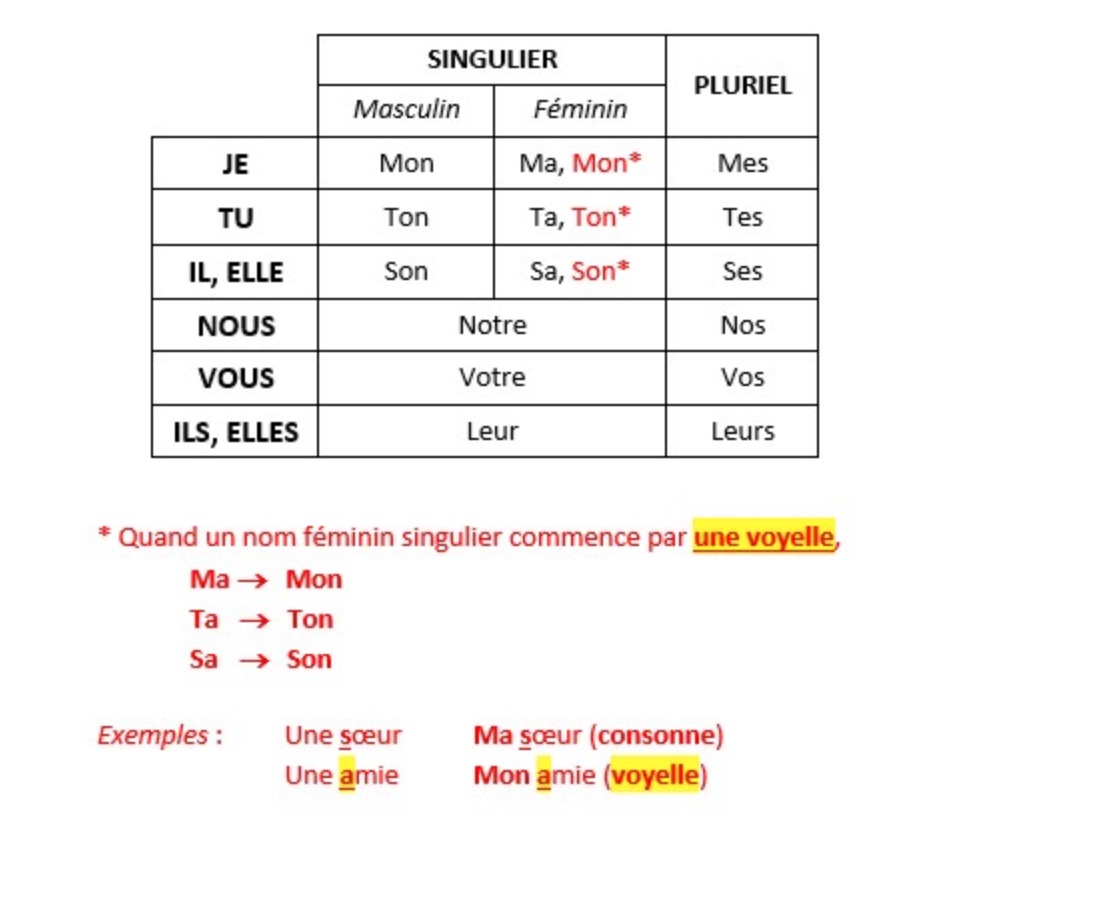 SINGULIER PLURIEL
Masculin Féminin
JE Mon Ma, Mon* Mes
TU Ton Ta, Ton* Tes
IL, ELLE Son Sa, Son* Ses
NOUS Notre Nos
VOUS Votre Vos
ILS, ELLES Leur Leurs
* Quand un nom féminin singulier commence par une voyelle,
Ma → Mon
Ta → Ton
Sa → Son
Exemples : Une sœur Ma sœur (consonne)
Une amie Mon amie (voyelle)